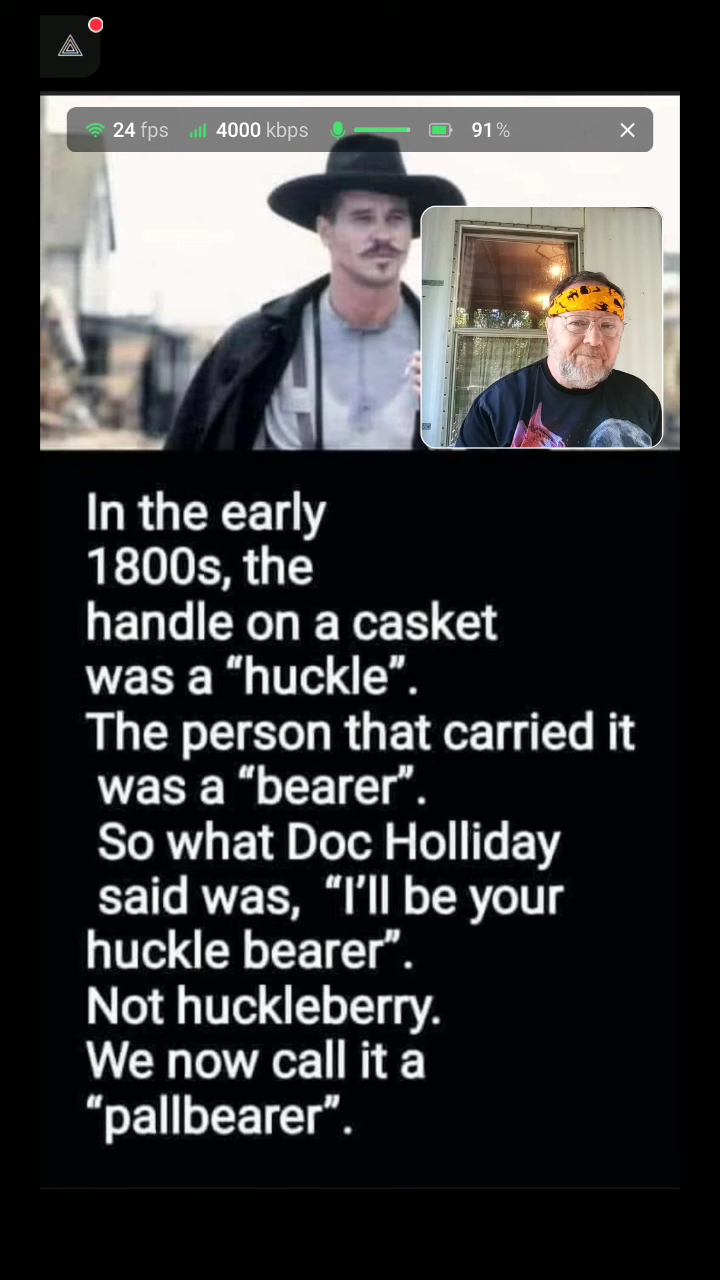 24 fps 4000 kbps 91%
In the early
1800s, the
handle on a casket
was a “huckle”.
The person that carried it
was a “bearer”.
So what Doc Holliday
said was, “I’ll be your
huckle bearer”.
Not huckleberry.
We now call it a
“pallbearer”.